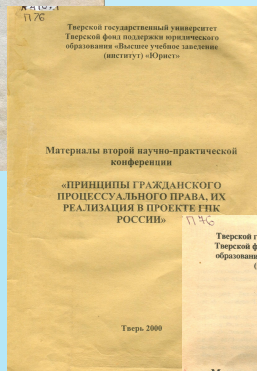 П76
Тверской государственный университет
Тверской фонд поддержки юридического
образования «Высшее учебное заведение
(институт) «Юрист»
Материалы второй научно-практической
конференции
«ПРИНЦИПЫ ГРАЖДАНСКОГО
ПРОЦЕССУАЛЬНОГО ПРАВА, ИХ
РЕАЛИЗАЦИЯ В ПРОЕКТЕ ГПК
РОССИИ»
Тверь 2000
П 76
Тверской г
Тверской ф
образовани
(